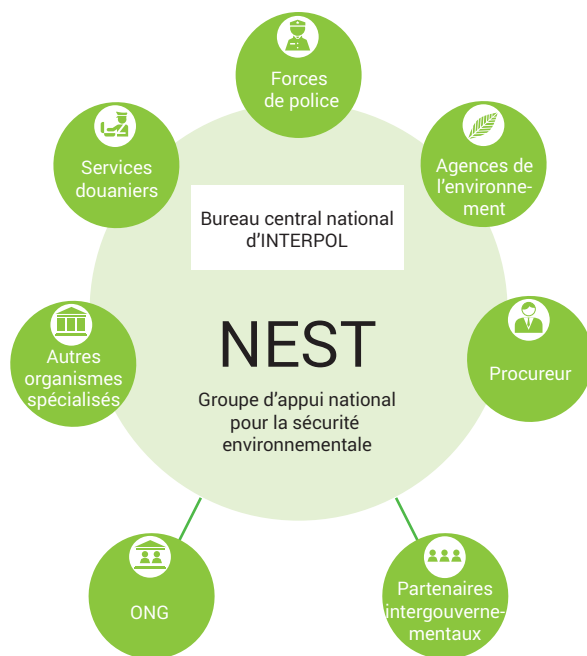 Forces
de police
Services
douaniers
Agences de
l'environne-
ment
Bureau central national
d'INTERPOL
NEST
Groupe d'appui national
pour la sécurité
environnementale
Autres
organismes
spécialisés
Procureur
ONG
Partenaires
intergouverne-
mentaux